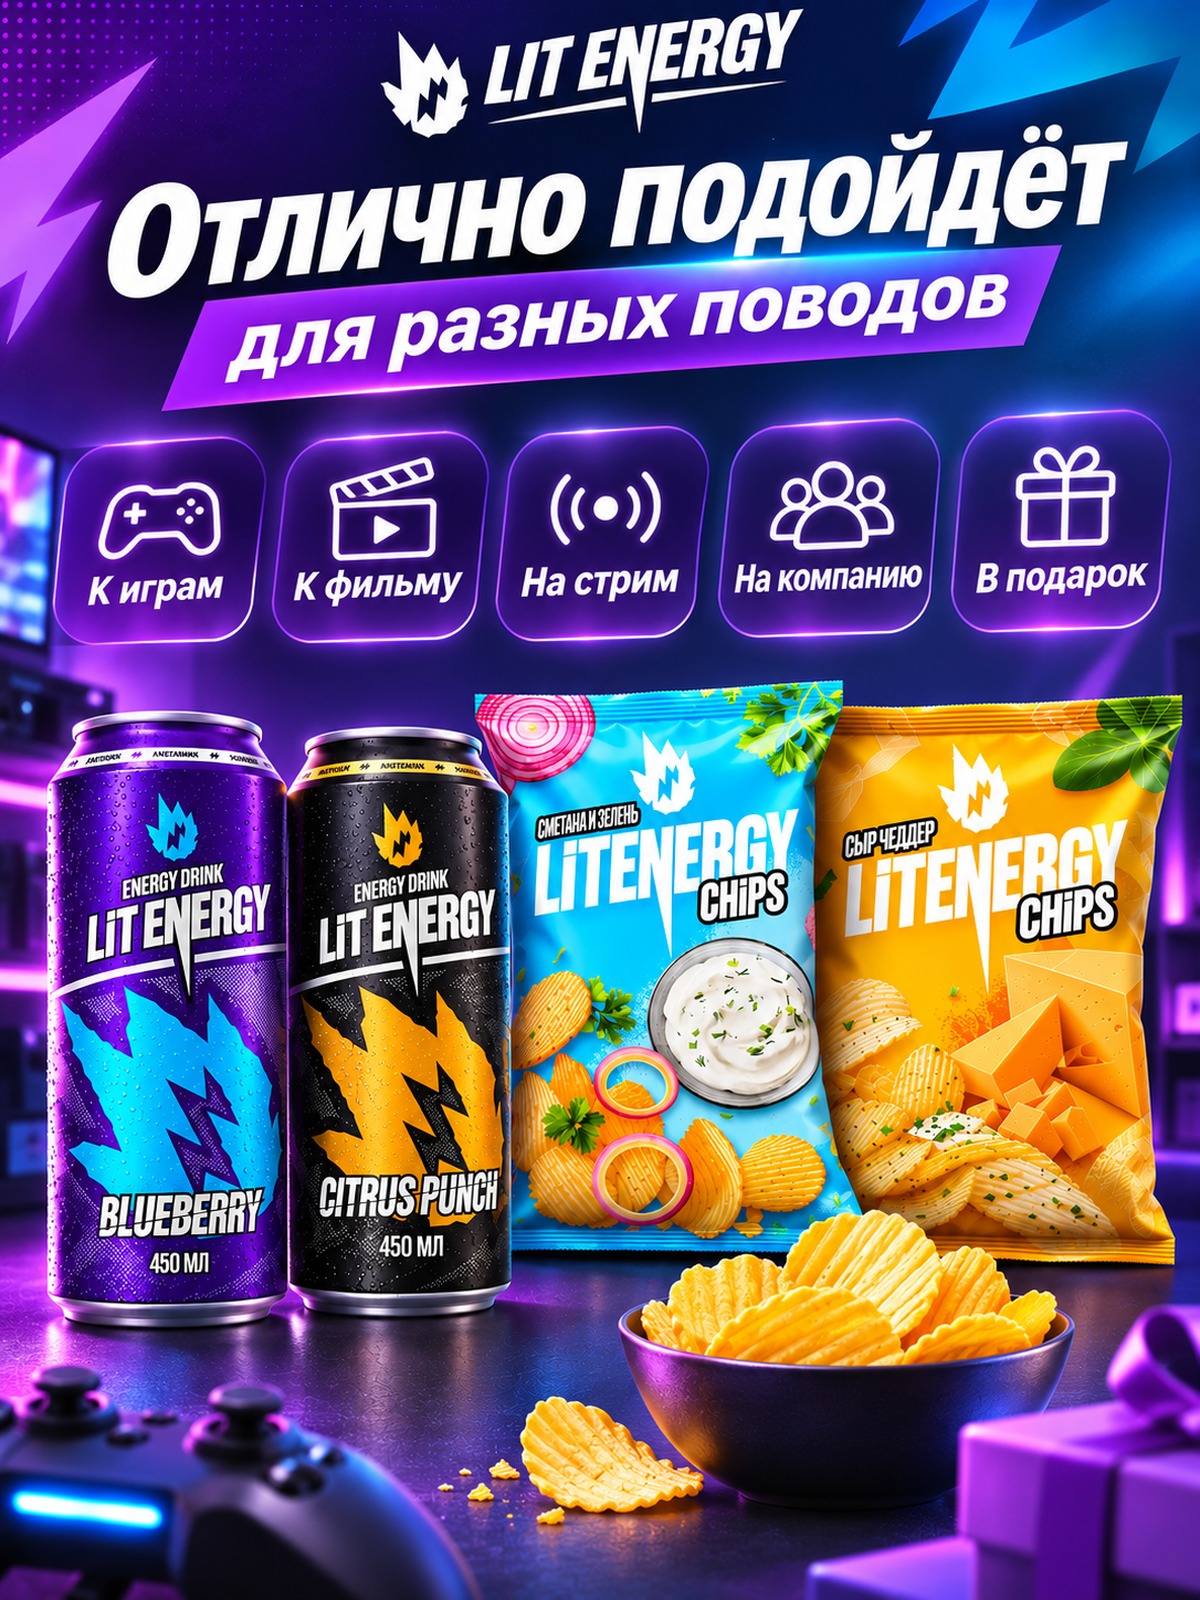 LIT ENERGY
Отлично подойдёт
для разных поводов
К играм
К фильму
На стрим
На компанию
В подарок
ENERGY DRINK
LIT ENERGY
BLUEBERRY
450 МЛ
ENERGY DRINK
LIT ENERGY
CITRUS PUNCH
450 МЛ
СМЕТАНА И ЗЕЛЕНЬ
LITENERGY
CHIPS
СЫР ЧЕДДЕР
LITENERGY
CHIPS